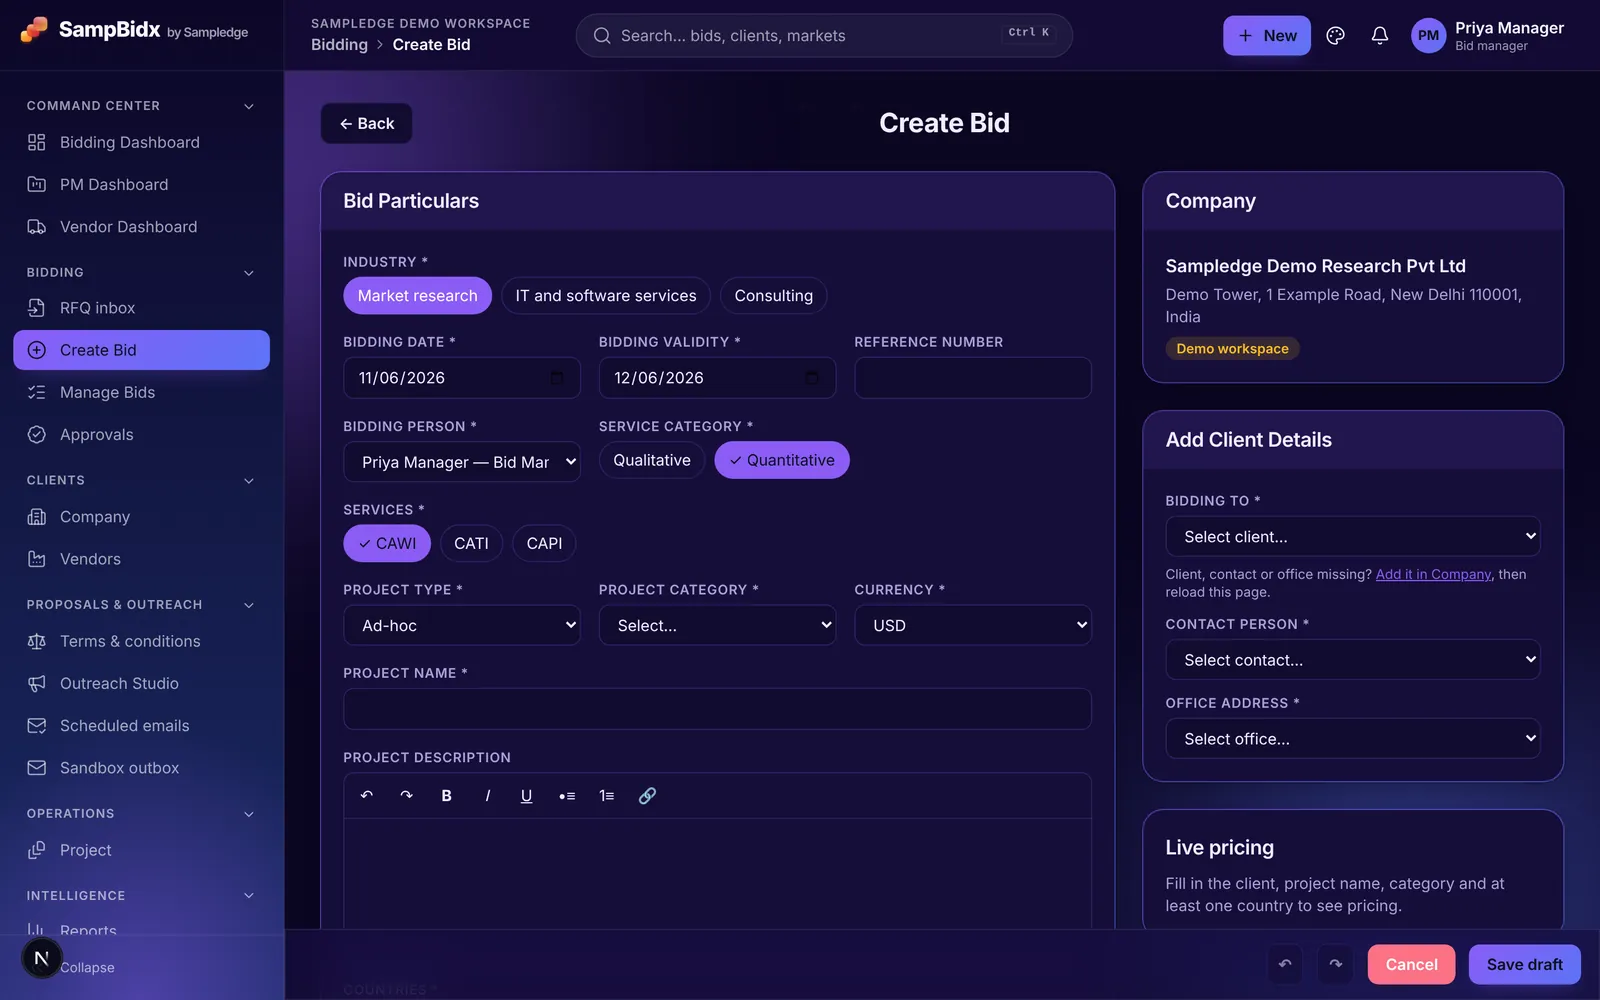 SampBidx by Sampledge
SAMPLEDGE DEMO WORKSPACE
Bidding > Create Bid
Search... bids, clients, markets
Ctrl K
+ New
PM
Priya Manager
Bid manager
COMMAND CENTER
Bidding Dashboard
PM Dashboard
Vendor Dashboard
BIDDING
RFQ inbox
Create Bid
Manage Bids
Approvals
CLIENTS
Company
Vendors
PROPOSALS & OUTREACH
Terms & conditions
Outreach Studio
Scheduled emails
Sandbox outbox
OPERATIONS
Project
INTELLIGENCE
Reports
N
Collapse
← Back
Create Bid
Bid Particulars
INDUSTRY *
Market research
IT and software services
Consulting
BIDDING DATE *
BIDDING VALIDITY *
REFERENCE NUMBER
11/06/2026
12/06/2026
BIDDING PERSON *
SERVICE CATEGORY *
Priya Manager — Bid Mar
Qualitative
✓ Quantitative
SERVICES *
✓ CAWI
CATI
CAPI
PROJECT TYPE *
PROJECT CATEGORY *
CURRENCY *
Ad-hoc
Select...
USD
PROJECT NAME *
PROJECT DESCRIPTION
B I U
COUNTRIES *
Company
Sampledge Demo Research Pvt Ltd
Demo Tower, 1 Example Road, New Delhi 110001,
India
Demo workspace
Add Client Details
BIDDING TO *
Select client...
Client, contact or office missing? Add it in Company, then
reload this page.
CONTACT PERSON *
Select contact...
OFFICE ADDRESS *
Select office...
Live pricing
Fill in the client, project name, category and at
least one country to see pricing.
Cancel
Save draft